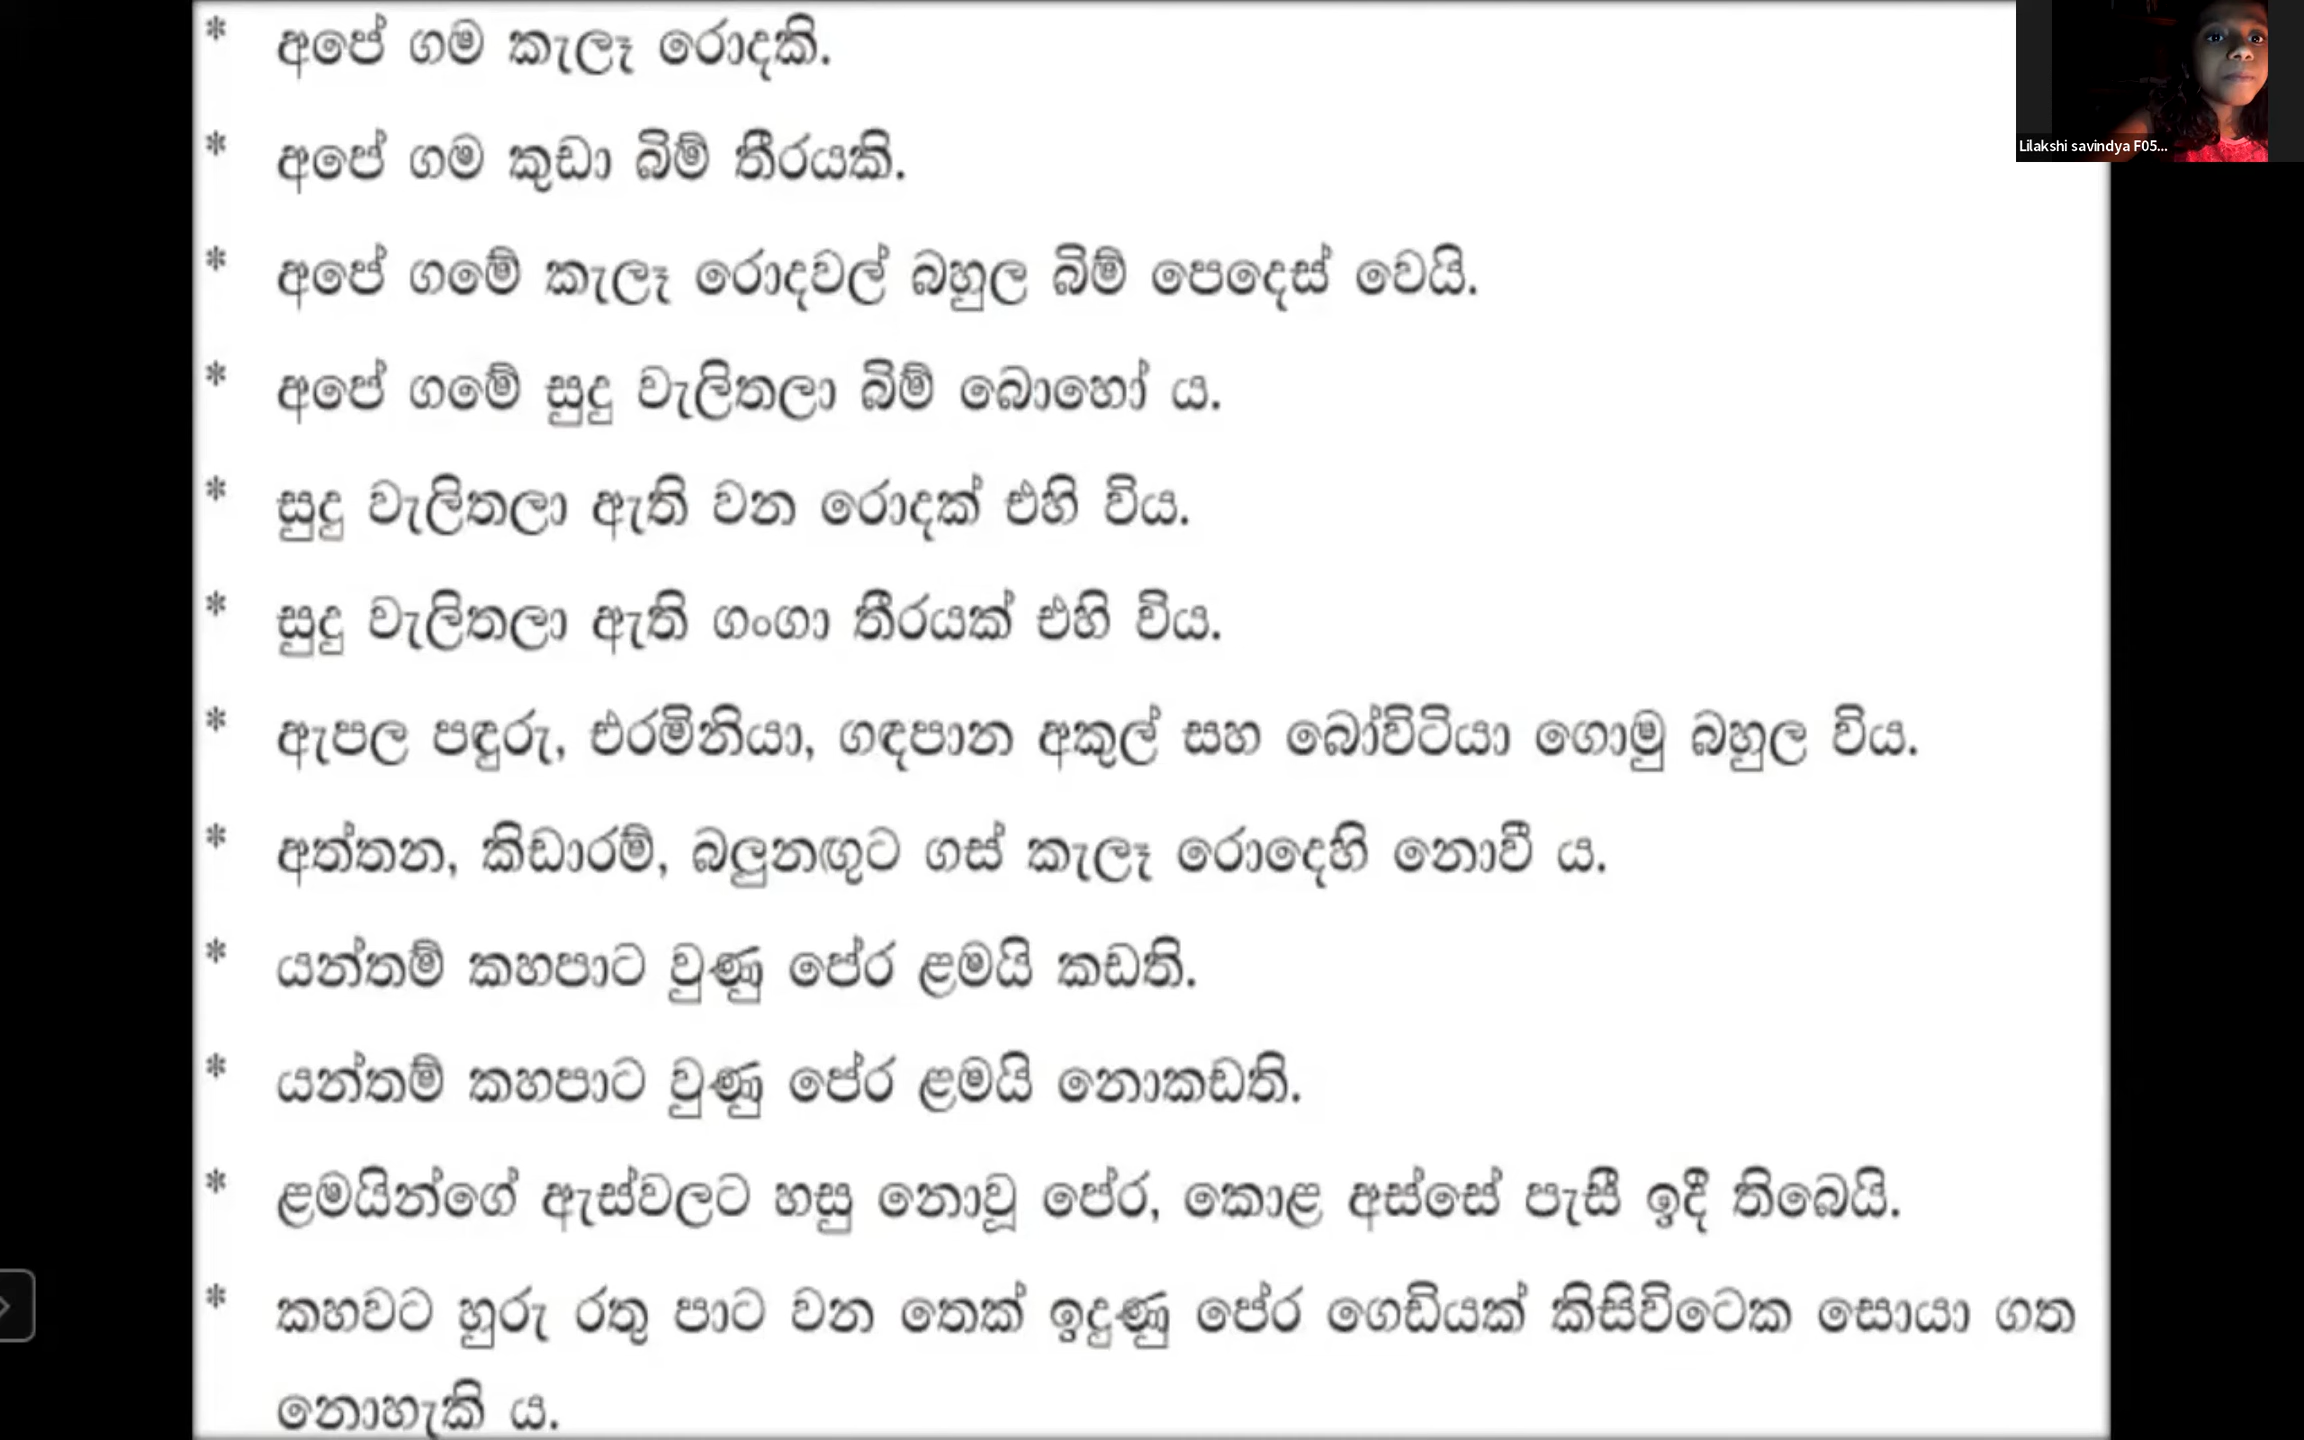 * අපේ ගම කැලෑ රොදකි.
Lilakshi savindya F05...
* අපේ ගම කුඩා බිම් තීරයකි.
* අපේ ගමේ කැලෑ රොදවල් බහුල බිම් පෙදෙස් වෙයි.
* අපේ ගමේ සුදු වැලිතලා බිම් බොහෝ ය.
* සුදු වැලිතලා ඇති වන රොදක් එහි විය.
* සුදු වැලිතලා ඇති ගංගා තීරයක් එහි විය.
* ඇපල පඳුරු, එරමිනියා, ගඳපාන අකුල් සහ බෝවිටියා ගොමු බහුල විය.
* අත්තන, කිඩාරම්, බලුනඟුට ගස් කැලෑ රොදෙහි නොවී ය.
* යන්තම් කහපාට වුණු පේර ළමයි කඩති.
* යන්තම් කහපාට වුණු පේර ළමයි නොකඩති.
* ළමයින්ගේ ඇස්වලට හසු නොවූ පේර, කොළ අස්සේ පැසී ඉදී තිබෙයි.
* කහවට හුරු රතු පාට වන තෙක් ඉදුණු පේර ගෙඩියක් කිසිවිටෙක සොයා ගත
නොහැකි ය.